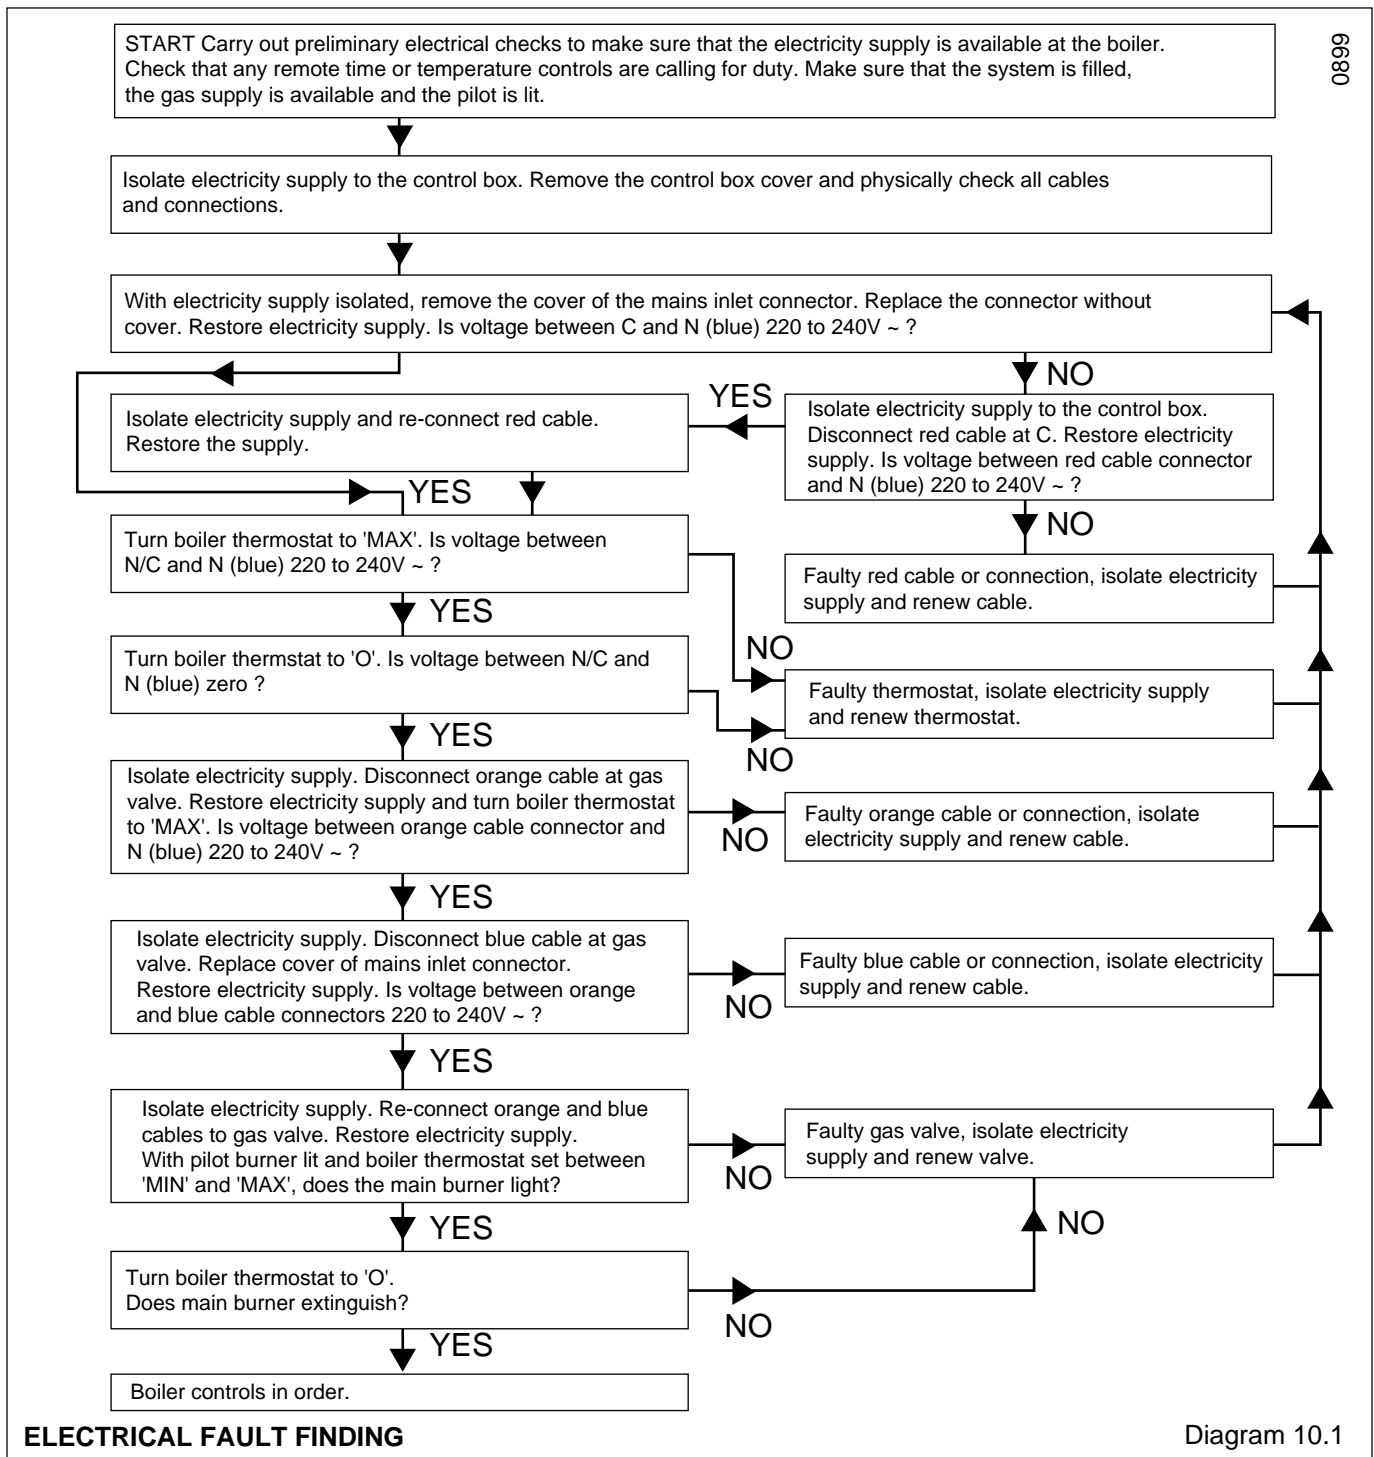 START Carry out preliminary electrical checks to make sure that the electricity supply is available at the boiler.
Check that any remote time or temperature controls are calling for duty. Make sure that the system is filled,
the gas supply is available and the pilot is lit.
0899
Isolate electricity supply to the control box. Remove the control box cover and physically check all cables
and connections.
With electricity supply isolated, remove the cover of the mains inlet connector. Replace the connector without
cover. Restore electricity supply. Is voltage between C and N (blue) 220 to 240V ~ ?
NO
YES
Isolate electricity supply and re-connect red cable.
Restore the supply.
Isolate electricity supply to the control box.
Disconnect red cable at C. Restore electricity
supply. Is voltage between red cable connector
and N (blue) 220 to 240V ~ ?
YES
NO
Turn boiler thermostat to 'MAX'. Is voltage between
N/C and N (blue) 220 to 240V ~ ?
Faulty red cable or connection, isolate electricity
supply and renew cable.
YES
NO
Turn boiler thermstat to 'O'. Is voltage between N/C and
N (blue) zero ?
Faulty thermostat, isolate electricity supply
and renew thermostat.
YES
NO
Isolate electricity supply. Disconnect orange cable at gas
valve. Restore electricity supply and turn boiler thermostat
to 'MAX'. Is voltage between orange cable connector and
N (blue) 220 to 240V ~ ?
NO
Faulty orange cable or connection, isolate
electricity supply and renew cable.
YES
Isolate electricity supply. Disconnect blue cable at gas
valve. Replace cover of mains inlet connector.
Restore electricity supply. Is voltage between orange
and blue cable connectors 220 to 240V ~ ?
NO
Faulty blue cable or connection, isolate electricity
supply and renew cable.
YES
Isolate electricity supply. Re-connect orange and blue
cables to gas valve. Restore electricity supply.
With pilot burner lit and boiler thermostat set between
'MIN' and 'MAX', does the main burner light?
NO
Faulty gas valve, isolate electricity
supply and renew valve.
YES
NO
Turn boiler thermostat to 'O'.
Does main burner extinguish?
NO
YES
Boiler controls in order.
ELECTRICAL FAULT FINDING
Diagram 10.1